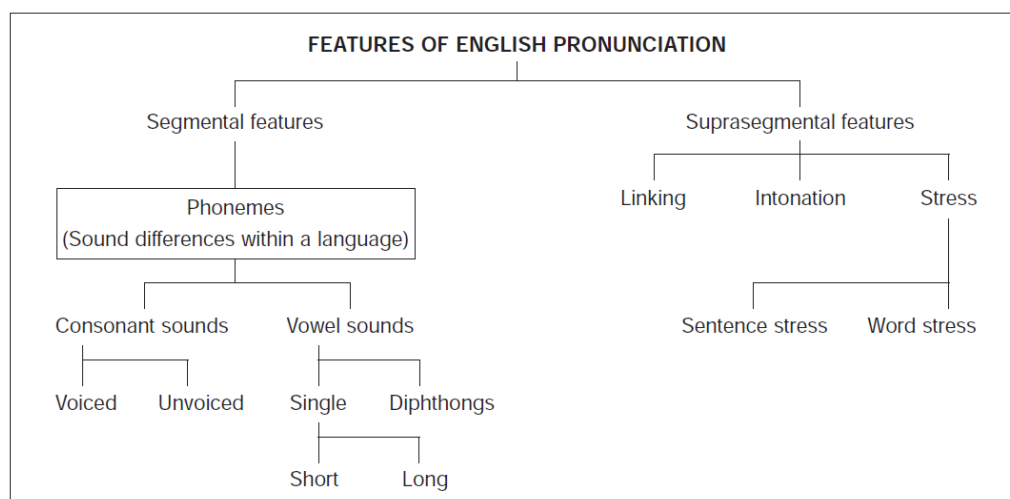 FEATURES OF ENGLISH PRONUNCIATION
Segmental features
Suprasegmental features
Linking
Intonation
Stress
Phonemes
(Sound differences within a language)
Consonant sounds
Vowel sounds
Sentence stress
Word stress
Voiced
Unvoiced
Single
Diphthongs
Short
Long